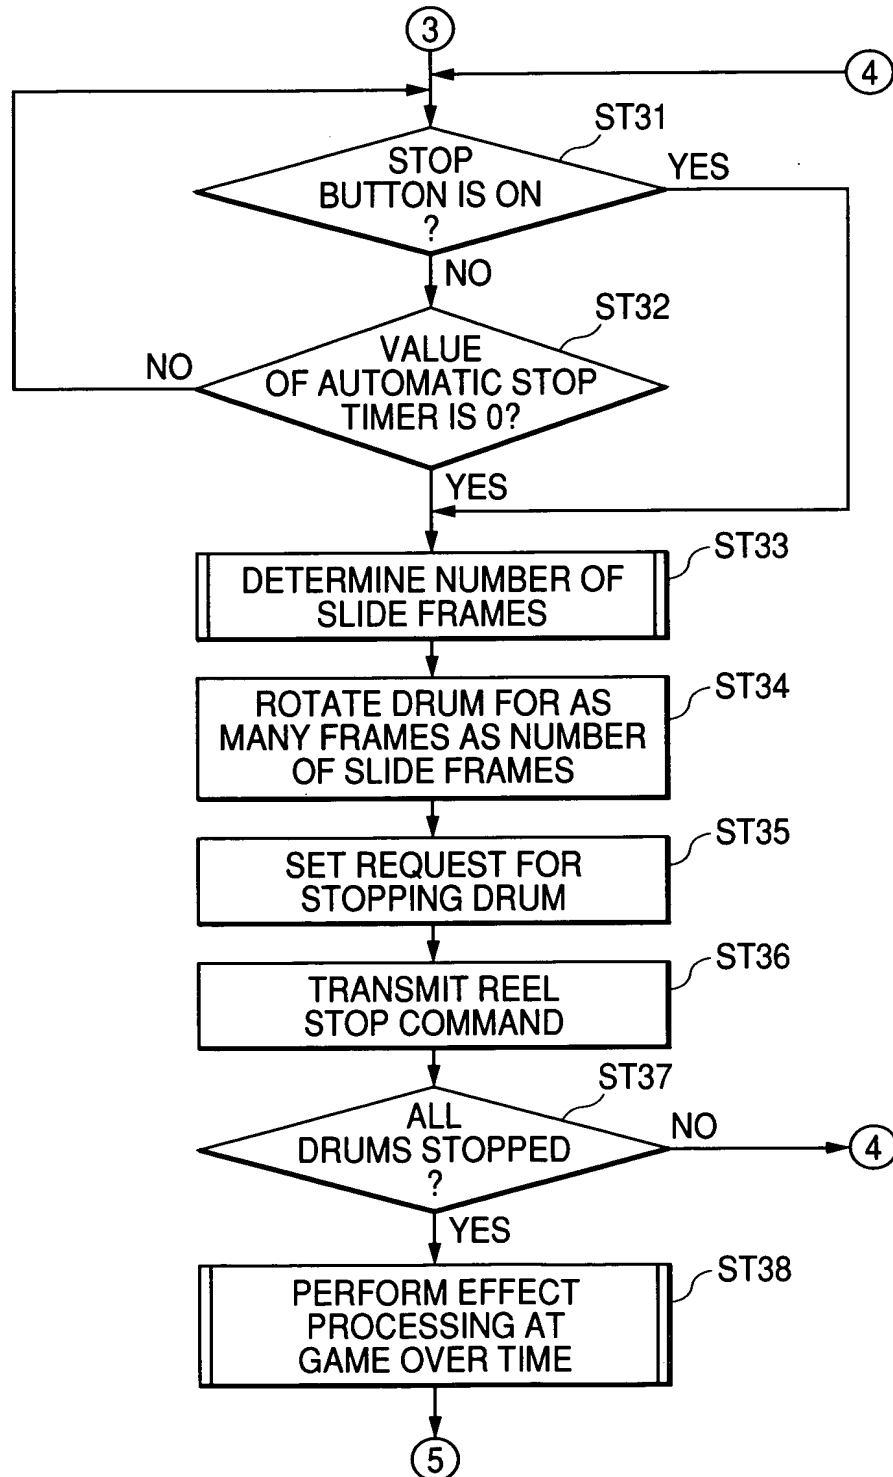 3
4
ST31
STOP
BUTTON IS ON
?
YES
NO
ST32
VALUE
OF AUTOMATIC STOP
TIMER IS 0?
NO
YES
ST33
DETERMINE NUMBER OF
SLIDE FRAMES
ST34
ROTATE DRUM FOR AS
MANY FRAMES AS NUMBER
OF SLIDE FRAMES
ST35
SET REQUEST FOR
STOPPING DRUM
ST36
TRANSMIT REEL
STOP COMMAND
ST37
ALL
DRUMS STOPPED
?
NO
4
YES
ST38
PERFORM EFFECT
PROCESSING AT
GAME OVER TIME
5